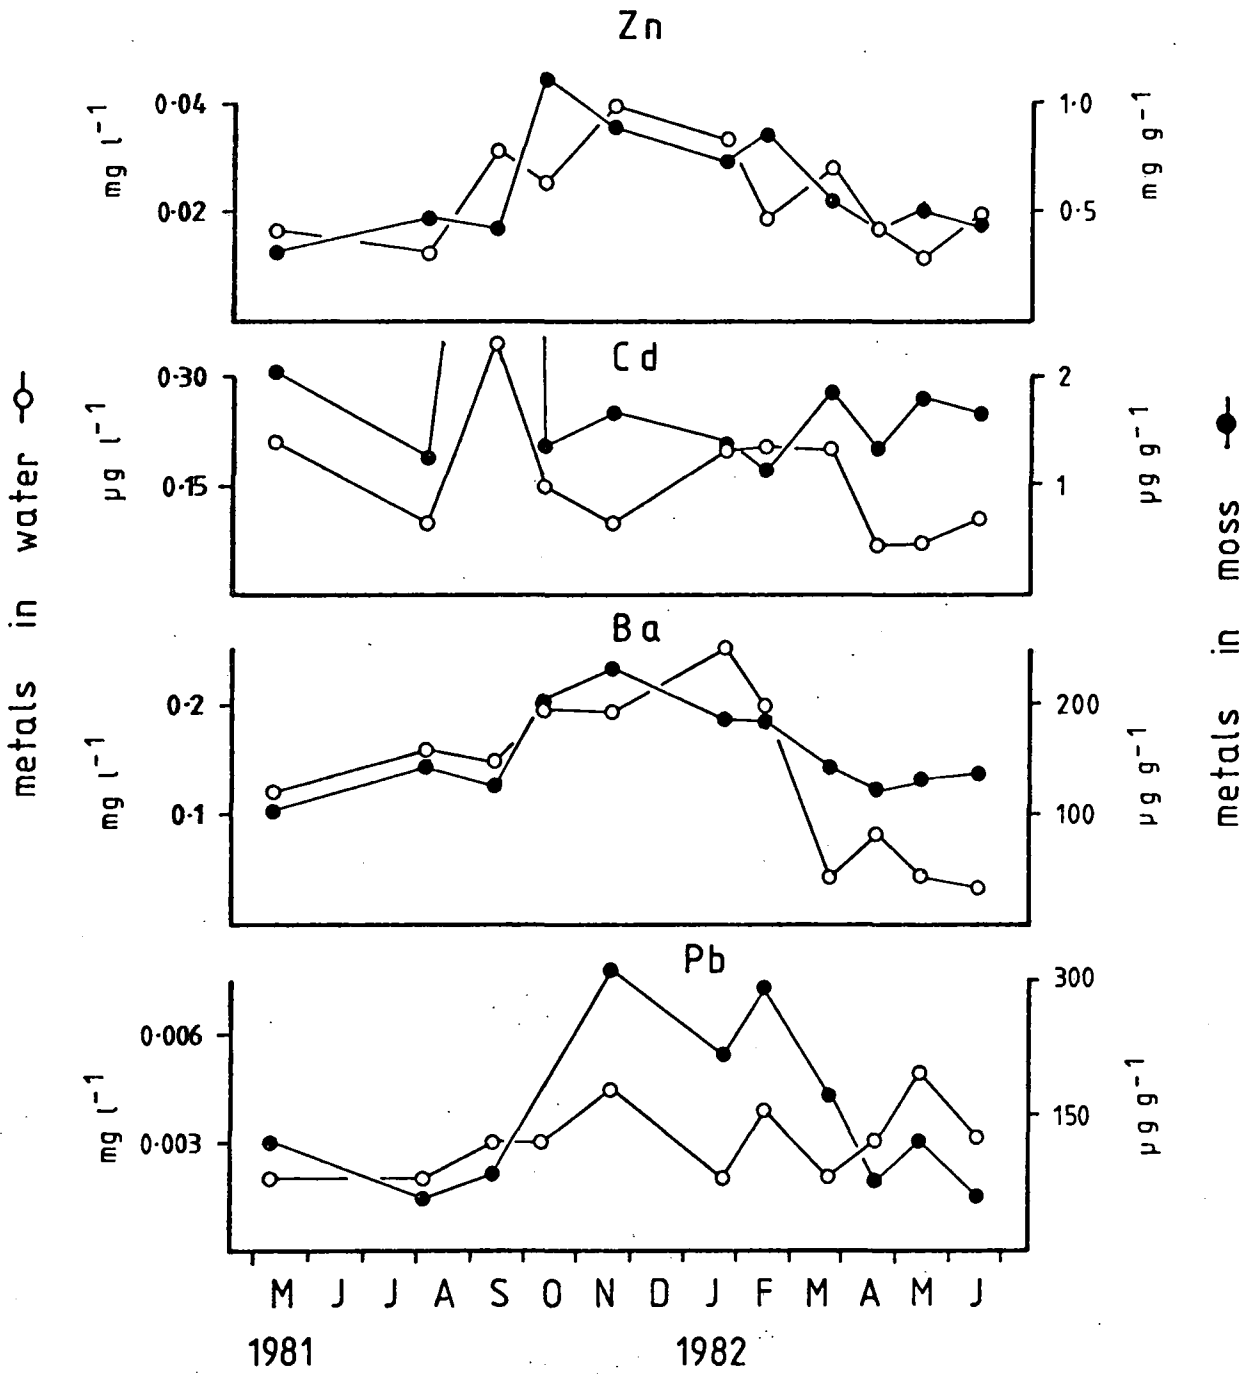 Zn
mg l⁻¹
0·04
0·02
1·0
0·5
mg g⁻¹
Cd
µg l⁻¹
0·30
0·15
2
1
µg g⁻¹
Ba
mg l⁻¹
0·2
0·1
200
100
µg g⁻¹
Pb
mg l⁻¹
0·006
0·003
300
150
µg g⁻¹
metals in water
metals in moss
M J J A S O N D J F M A M J
1981 1982